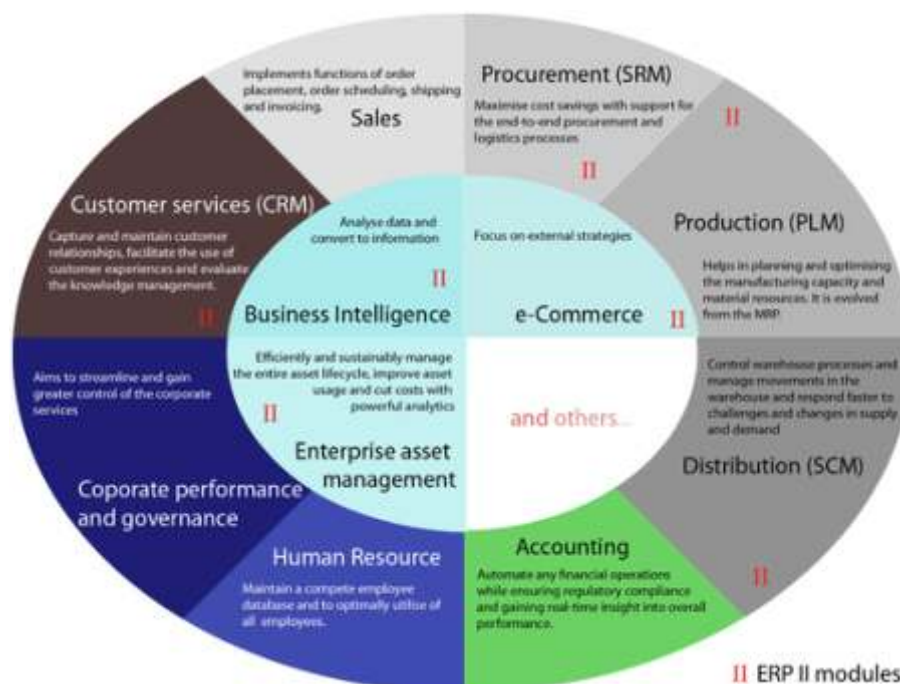 Implements functions of order
placement, order scheduling, shipping
and invoicing.
Sales
Procurement (SRM)
Maximise cost savings with support for
the end-to-end procurement and
logistics processes
II
II
Customer services (CRM)
Capture and maintain customer
relationships, facilitate the use of
customer experiences and evaluate
the knowledge management.
II
Analyse data and
convert to information
II
Business Intelligence
Focus on external strategies
e-Commerce
II
Production (PLM)
Helps in planning and optimising
the manufacturing capacity and
material resources. It is evolved
from the MRP.
Aims to streamline and gain
greater control of the corporate
services
Coporate performance
and governance
Efficiently and sustainably manage
the entire asset lifecycle, improve asset
usage and cut costs with
powerful analytics
II
Enterprise asset
management
and others...
Control warehouse processes and
manage movements in the
warehouse and respond faster to
challenges and changes in supply
and demand
Distribution (SCM)
II
Human Resource
Maintain a compete employee
database and to optimally utilise of
all employees.
Accounting
Automate any financial operations
while ensuring regulatory compliance
and gaining real-time insight into overall
performance.
II ERP II modules